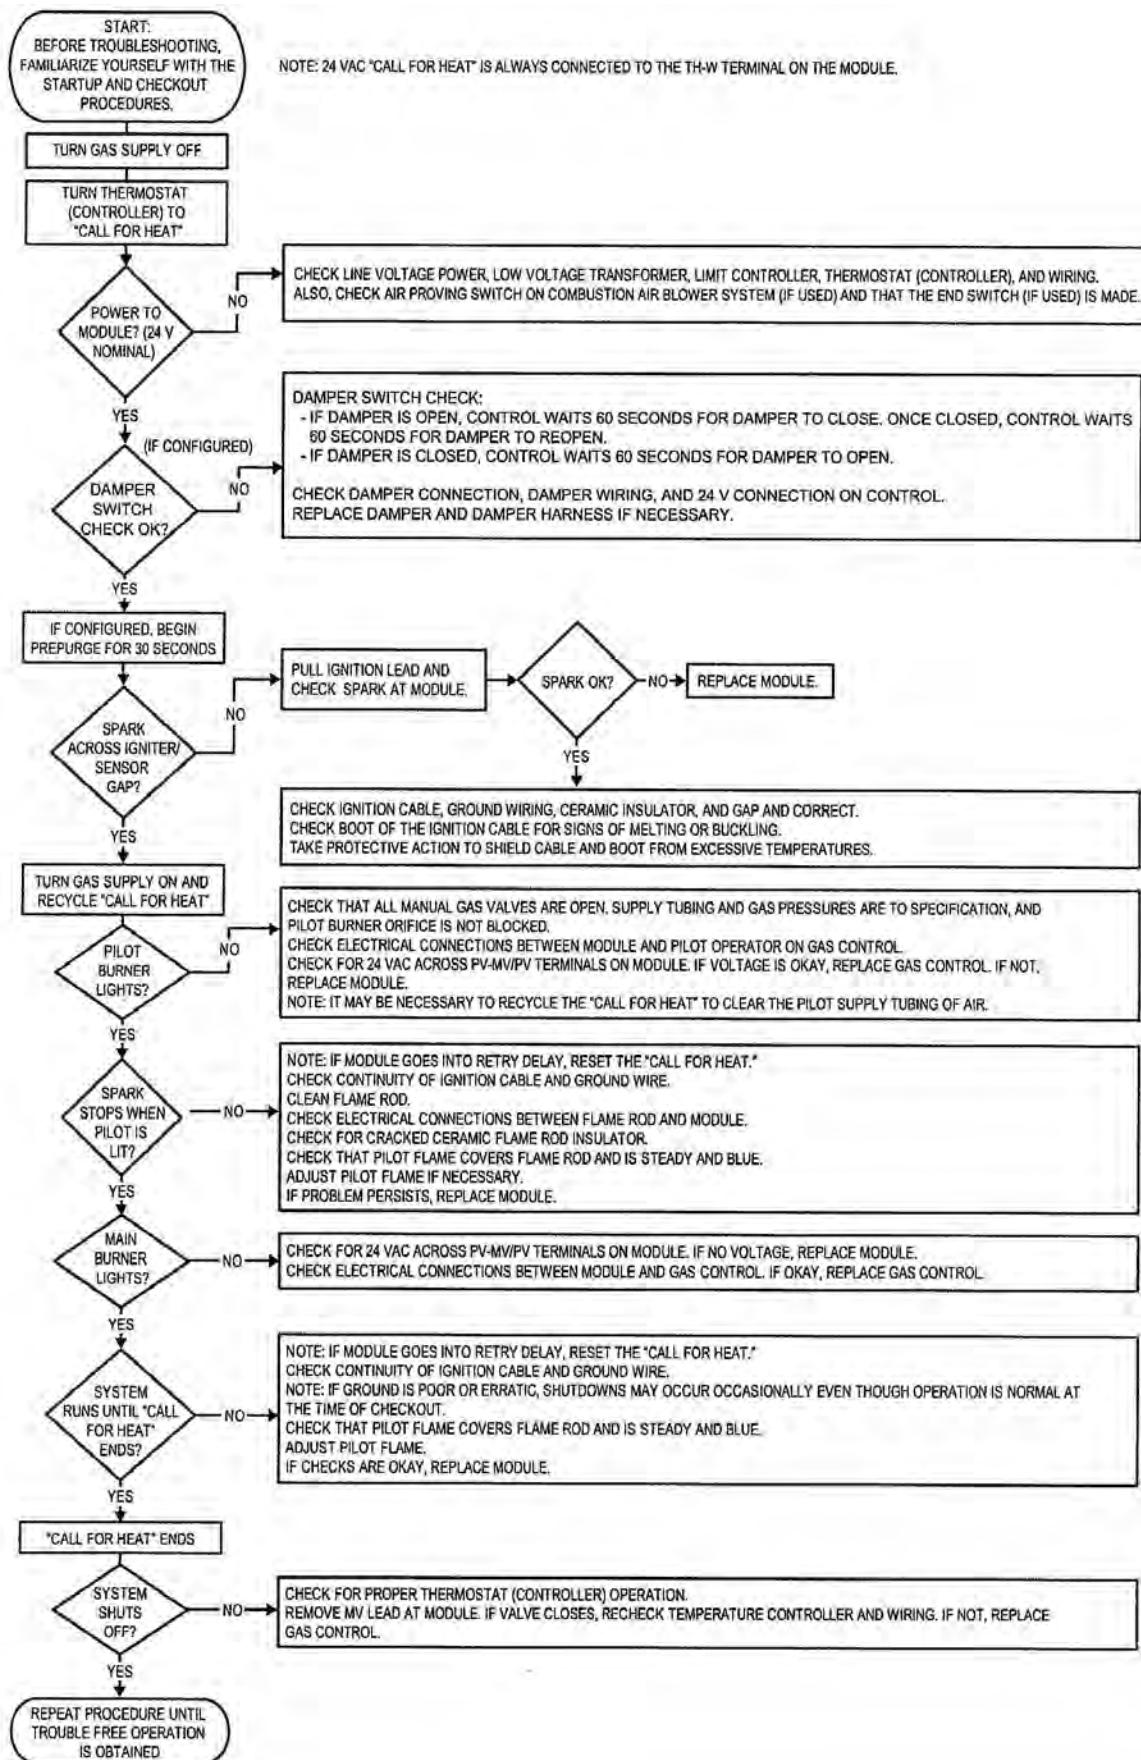 START:
BEFORE TROUBLESHOOTING,
FAMILIARIZE YOURSELF WITH THE
STARTUP AND CHECKOUT
PROCEDURES.
NOTE: 24 VAC "CALL FOR HEAT" IS ALWAYS CONNECTED TO THE TH-W TERMINAL ON THE MODULE.
TURN GAS SUPPLY OFF
TURN THERMOSTAT
(CONTROLLER) TO
"CALL FOR HEAT"
POWER TO
MODULE? (24 V
NOMINAL)
NO
CHECK LINE VOLTAGE POWER, LOW VOLTAGE TRANSFORMER, LIMIT CONTROLLER, THERMOSTAT (CONTROLLER), AND WIRING.
ALSO, CHECK AIR PROVING SWITCH ON COMBUSTION AIR BLOWER SYSTEM (IF USED) AND THAT THE END SWITCH (IF USED) IS MADE.
YES
(IF CONFIGURED)
DAMPER
SWITCH
CHECK OK?
NO
DAMPER SWITCH CHECK:
- IF DAMPER IS OPEN, CONTROL WAITS 60 SECONDS FOR DAMPER TO CLOSE. ONCE CLOSED, CONTROL WAITS
60 SECONDS FOR DAMPER TO REOPEN.
- IF DAMPER IS CLOSED, CONTROL WAITS 60 SECONDS FOR DAMPER TO OPEN.
CHECK DAMPER CONNECTION, DAMPER WIRING, AND 24 V CONNECTION ON CONTROL.
REPLACE DAMPER AND DAMPER HARNESS IF NECESSARY.
YES
IF CONFIGURED, BEGIN
PREPURGE FOR 30 SECONDS
SPARK
ACROSS IGNITER/
SENSOR
GAP?
NO
PULL IGNITION LEAD AND
CHECK SPARK AT MODULE.
SPARK OK?
NO
REPLACE MODULE.
YES
CHECK IGNITION CABLE, GROUND WIRING, CERAMIC INSULATOR, AND GAP AND CORRECT.
CHECK BOOT OF THE IGNITION CABLE FOR SIGNS OF MELTING OR BUCKLING.
TAKE PROTECTIVE ACTION TO SHIELD CABLE AND BOOT FROM EXCESSIVE TEMPERATURES.
YES
TURN GAS SUPPLY ON AND
RECYCLE "CALL FOR HEAT"
PILOT
BURNER
LIGHTS?
NO
CHECK THAT ALL MANUAL GAS VALVES ARE OPEN, SUPPLY TUBING AND GAS PRESSURES ARE TO SPECIFICATION, AND
PILOT BURNER ORIFICE IS NOT BLOCKED.
CHECK ELECTRICAL CONNECTIONS BETWEEN MODULE AND PILOT OPERATOR ON GAS CONTROL.
CHECK FOR 24 VAC ACROSS PV-MV/PV TERMINALS ON MODULE. IF VOLTAGE IS OKAY, REPLACE GAS CONTROL. IF NOT,
REPLACE MODULE.
NOTE: IT MAY BE NECESSARY TO RECYCLE THE "CALL FOR HEAT" TO CLEAR THE PILOT SUPPLY TUBING OF AIR.
YES
SPARK
STOPS WHEN
PILOT IS
LIT?
NO
NOTE: IF MODULE GOES INTO RETRY DELAY, RESET THE "CALL FOR HEAT."
CHECK CONTINUITY OF IGNITION CABLE AND GROUND WIRE.
CLEAN FLAME ROD.
CHECK ELECTRICAL CONNECTIONS BETWEEN FLAME ROD AND MODULE.
CHECK FOR CRACKED CERAMIC FLAME ROD INSULATOR.
CHECK THAT PILOT FLAME COVERS FLAME ROD AND IS STEADY AND BLUE.
ADJUST PILOT FLAME IF NECESSARY.
IF PROBLEM PERSISTS, REPLACE MODULE.
YES
MAIN
BURNER
LIGHTS?
NO
CHECK FOR 24 VAC ACROSS PV-MV/PV TERMINALS ON MODULE. IF NO VOLTAGE, REPLACE MODULE.
CHECK ELECTRICAL CONNECTIONS BETWEEN MODULE AND GAS CONTROL. IF OKAY, REPLACE GAS CONTROL
YES
SYSTEM
RUNS UNTIL "CALL
FOR HEAT"
ENDS?
NO
NOTE: IF MODULE GOES INTO RETRY DELAY, RESET THE "CALL FOR HEAT."
CHECK CONTINUITY OF IGNITION CABLE AND GROUND WIRE.
NOTE: IF GROUND IS POOR OR ERRATIC, SHUTDOWNS MAY OCCUR OCCASIONALLY EVEN THOUGH OPERATION IS NORMAL AT
THE TIME OF CHECKOUT.
CHECK THAT PILOT FLAME COVERS FLAME ROD AND IS STEADY AND BLUE.
ADJUST PILOT FLAME.
IF CHECKS ARE OKAY, REPLACE MODULE.
YES
"CALL FOR HEAT" ENDS
SYSTEM
SHUTS
OFF?
NO
CHECK FOR PROPER THERMOSTAT (CONTROLLER) OPERATION.
REMOVE MV LEAD AT MODULE. IF VALVE CLOSES, RECHECK TEMPERATURE CONTROLLER AND WIRING. IF NOT, REPLACE
GAS CONTROL.
YES
REPEAT PROCEDURE UNTIL
TROUBLE FREE OPERATION
IS OBTAINED